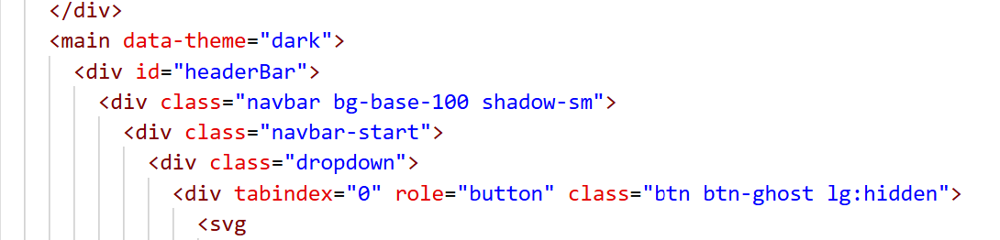 </div>
<main data-theme="dark">
<div id="headerBar">
<div class="navbar bg-base-100 shadow-sm">
<div class="navbar-start">
<div class="dropdown">
<div tabindex="0" role="button" class="btn btn-ghost lg:hidden">
<svg